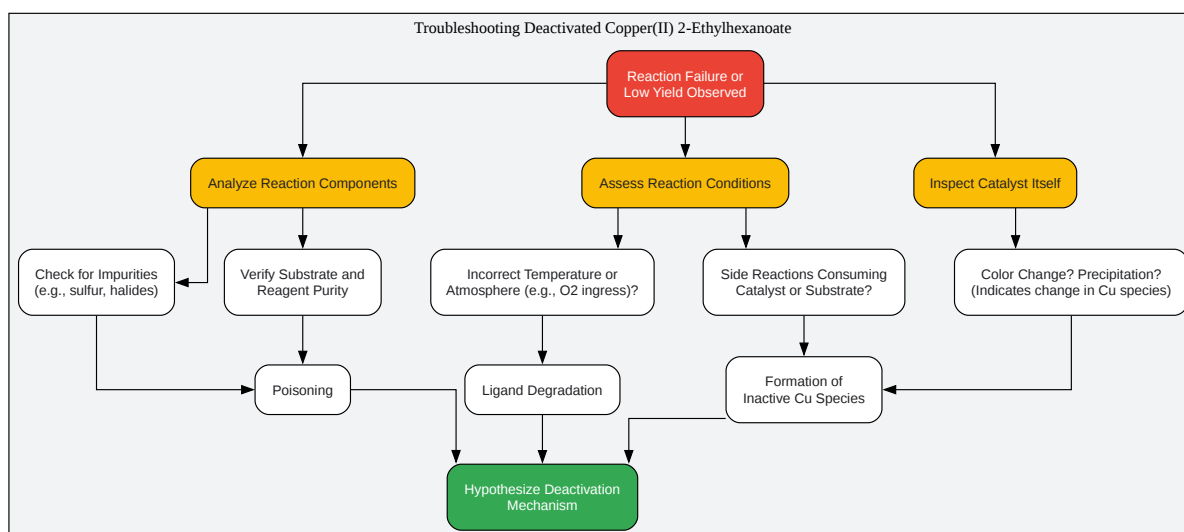 Troubleshooting Deactivated Copper(II) 2-Ethylhexanoate
Reaction Failure or
Low Yield Observed
Analyze Reaction Components
Assess Reaction Conditions
Inspect Catalyst Itself
Check for Impurities
(e.g., sulfur, halides)
Verify Substrate and
Reagent Purity
Incorrect Temperature or
Atmosphere (e.g., O2 ingress)?
Side Reactions Consuming
Catalyst or Substrate?
Color Change? Precipitation?
(Indicates change in Cu species)
Poisoning
Ligand Degradation
Formation of
Inactive Cu Species
Hypothesize Deactivation
Mechanism